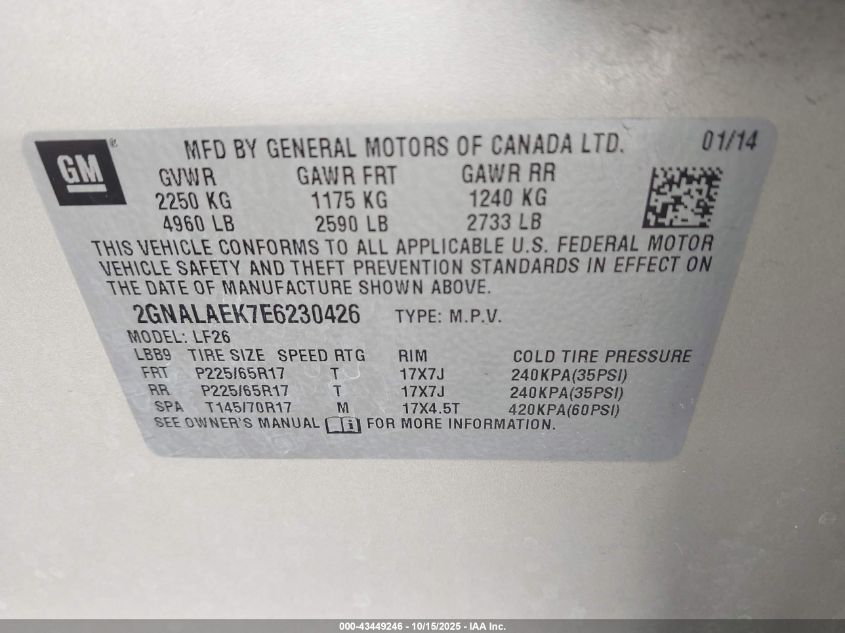 GM ® MFD BY GENERAL MOTORS OF CANADA LTD. 01/14
GVWR GAWR FRT GAWR RR
2250 KG 1175 KG 1240 KG
4960 LB 2590 LB 2733 LB
THIS VEHICLE CONFORMS TO ALL APPLICABLE U.S. FEDERAL MOTOR
VEHICLE SAFETY AND THEFT PREVENTION STANDARDS IN EFFECT ON
THE DATE OF MANUFACTURE SHOWN ABOVE.
2GNALAEK7E6230426 TYPE: M.P.V.
MODEL: LF26
LBB9 TIRE SIZE SPEED RTG RIM COLD TIRE PRESSURE
FRT P225/65R17 T 17X7J 240KPA(35PSI)
RR P225/65R17 T 17X7J 240KPA(35PSI)
SPA T145/70R17 M 17X4.5T 420KPA(60PSI)
SEE OWNER'S MANUAL i FOR MORE INFORMATION.
000-43449246 - 10/15/2025 - IAA Inc.